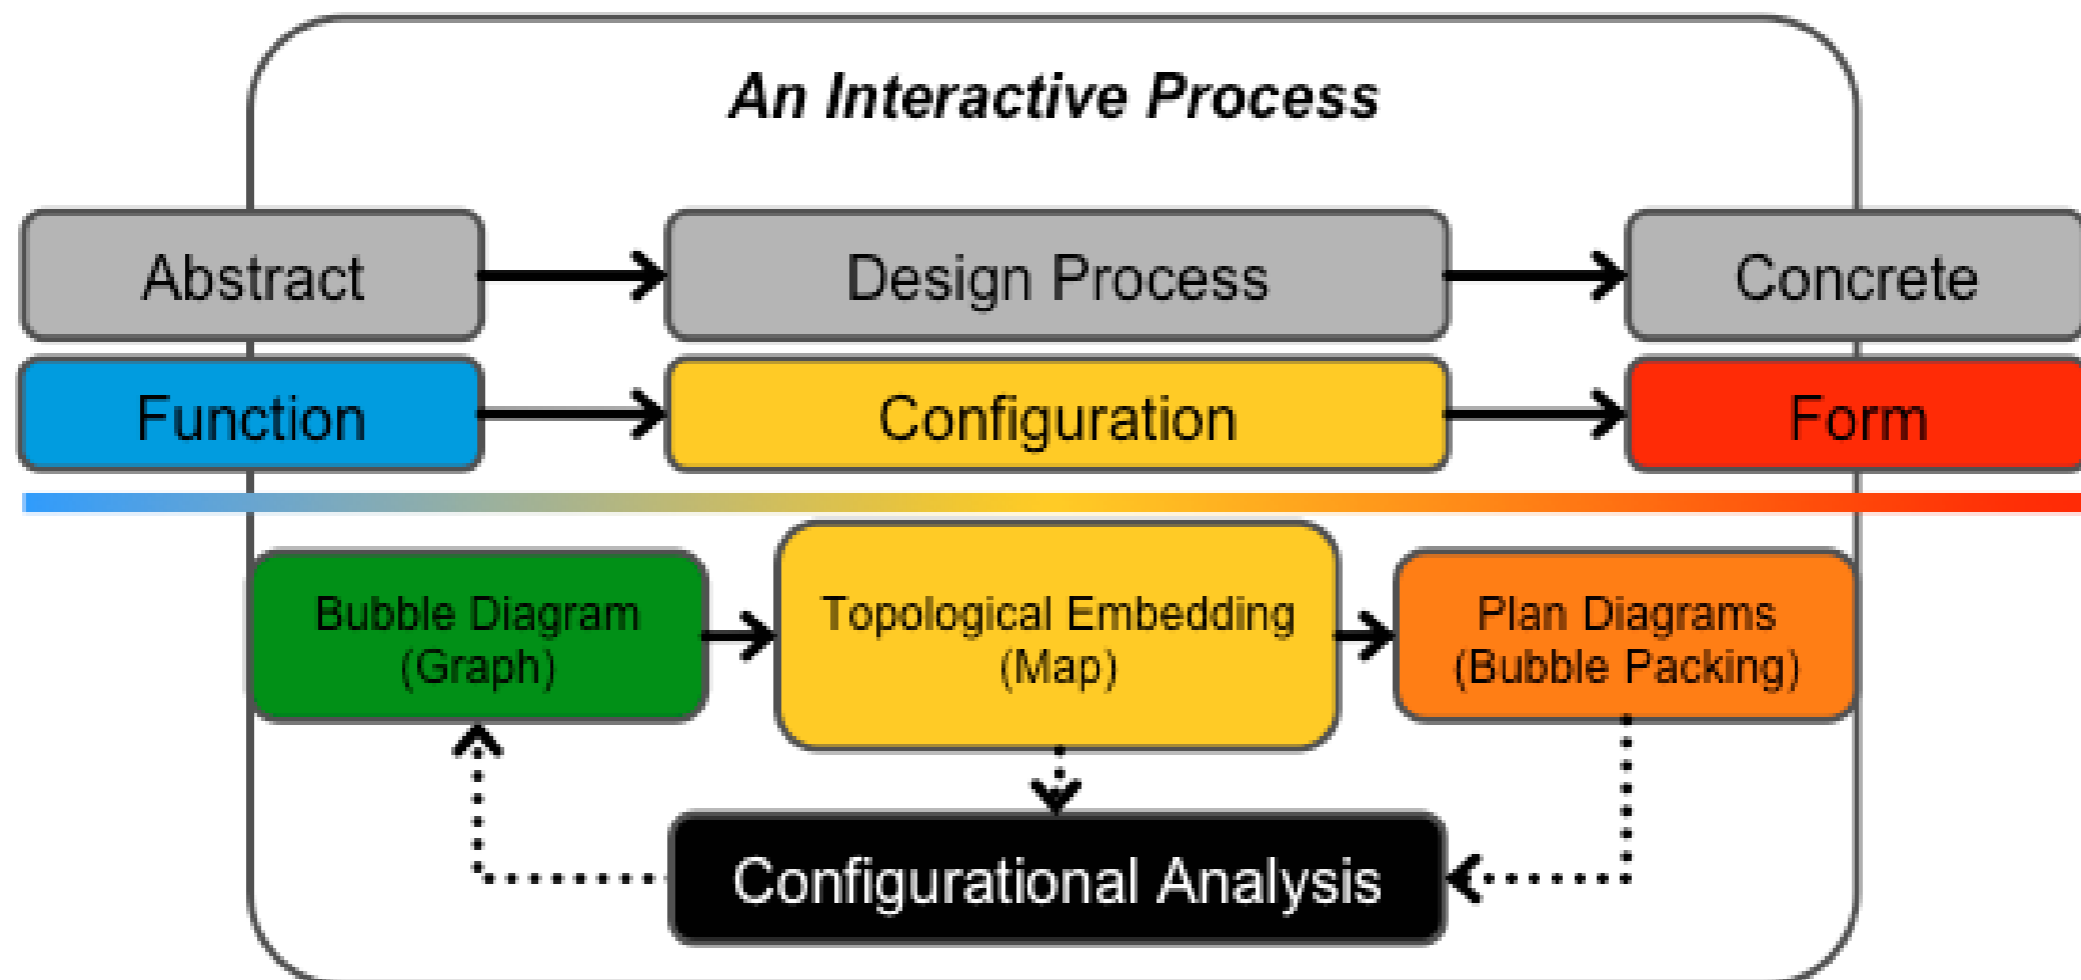 An Interactive Process
Abstract
Design Process
Concrete
Function
Configuration
Form
Bubble Diagram
(Graph)
Topological Embedding
(Map)
Plan Diagrams
(Bubble Packing)
Configurational Analysis